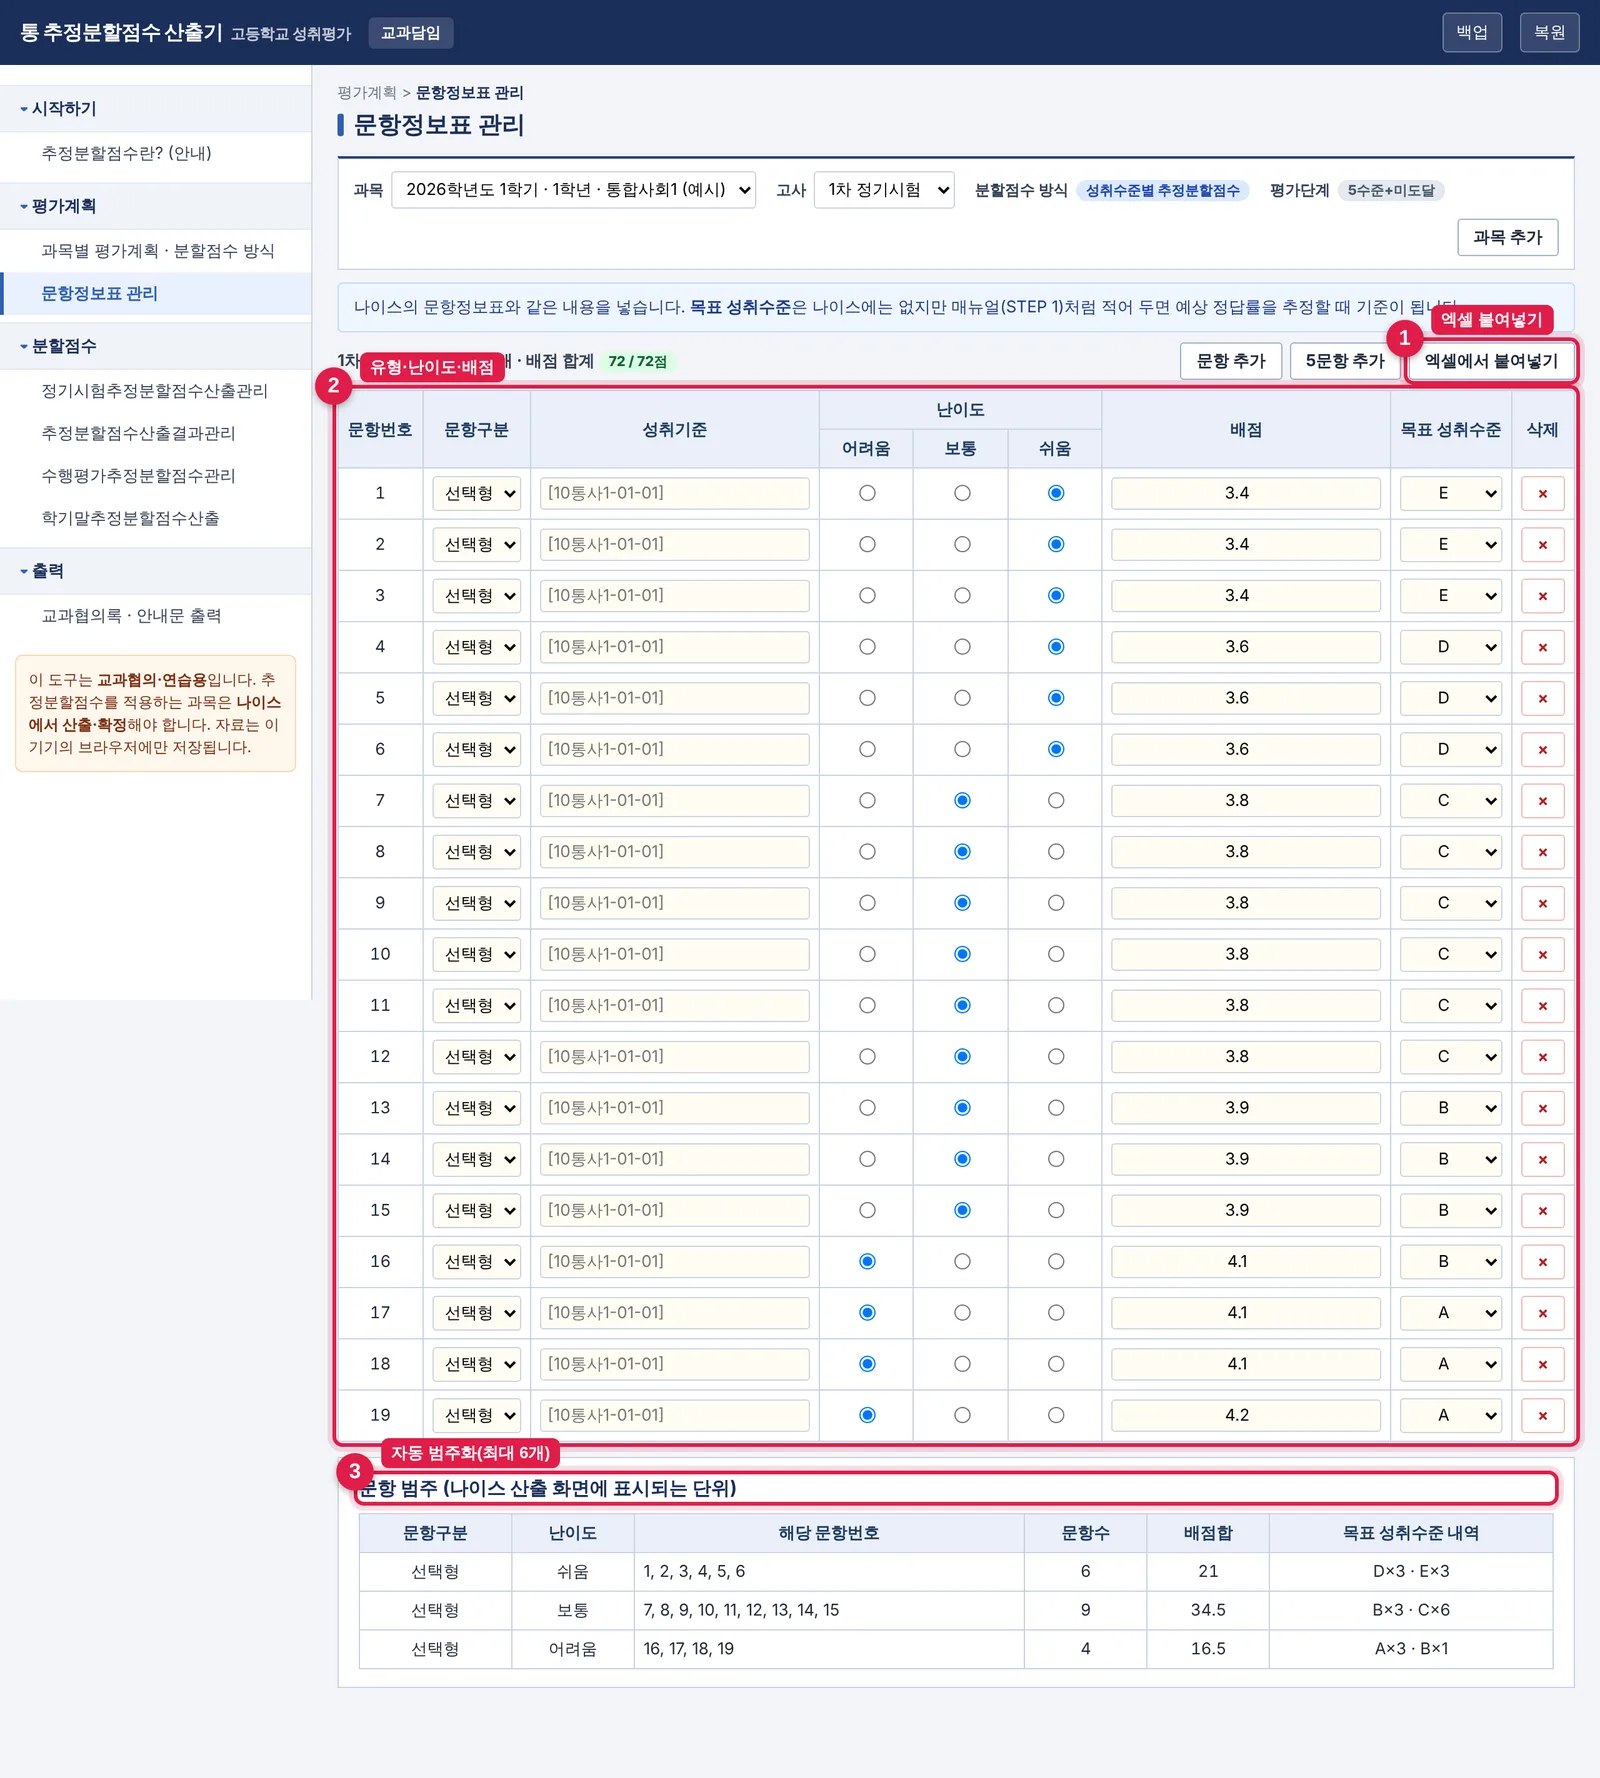 통 추정분할점수 산출기 고등학교 성취평가 교과담임 백업 복원
시작하기
추정분할점수란? (안내)
평가계획
과목별 평가계획 · 분할점수 방식
문항정보표 관리
분할점수
정기시험추정분할점수산출관리
추정분할점수산출결과관리
수행평가추정분할점수관리
학기말추정분할점수산출
출력
교과협의록 · 안내문 출력
이 도구는 교과협의·연습용입니다. 추
정분할점수를 적용하는 과목은 나이스
에서 산출·확정해야 합니다. 자료는 이
기기의 브라우저에만 저장됩니다.
평가계획 > 문항정보표 관리
문항정보표 관리
과목 2026학년도 1학기 · 1학년 · 통합사회1 (예시) 고사 1차 정기시험 분할점수 방식 성취수준별 추정분할점수 평가단계 5수준+미도달
과목 추가
나이스의 문항정보표와 같은 내용을 넣습니다. 목표 성취수준은 나이스에는 없지만 매뉴얼(STEP 1)처럼 적어 두면 예상 정답률을 추정할 때 기준이 됩니다.
1 엑셀 붙여넣기
1차 · 배점 합계 72 / 72점 문항 추가 5문항 추가 엑셀에서 붙여넣기
2 유형·난이도·배점
문항번호 문항구분 성취기준 난이도 배점 목표 성취수준 삭제
어려움 보통 쉬움
1 선택형 [10통사1-01-01] 3.4 E ×
2 선택형 [10통사1-01-01] 3.4 E ×
3 선택형 [10통사1-01-01] 3.4 E ×
4 선택형 [10통사1-01-01] 3.6 D ×
5 선택형 [10통사1-01-01] 3.6 D ×
6 선택형 [10통사1-01-01] 3.6 D ×
7 선택형 [10통사1-01-01] 3.8 C ×
8 선택형 [10통사1-01-01] 3.8 C ×
9 선택형 [10통사1-01-01] 3.8 C ×
10 선택형 [10통사1-01-01] 3.8 C ×
11 선택형 [10통사1-01-01] 3.8 C ×
12 선택형 [10통사1-01-01] 3.8 C ×
13 선택형 [10통사1-01-01] 3.9 B ×
14 선택형 [10통사1-01-01] 3.9 B ×
15 선택형 [10통사1-01-01] 3.9 B ×
16 선택형 [10통사1-01-01] 4.1 B ×
17 선택형 [10통사1-01-01] 4.1 A ×
18 선택형 [10통사1-01-01] 4.1 A ×
19 선택형 [10통사1-01-01] 4.2 A ×
3 자동 범주화(최대 6개)
문항 범주 (나이스 산출 화면에 표시되는 단위)
문항구분 난이도 해당 문항번호 문항수 배점합 목표 성취수준 내역
선택형 쉬움 1, 2, 3, 4, 5, 6 6 21 D×3 · E×3
선택형 보통 7, 8, 9, 10, 11, 12, 13, 14, 15 9 34.5 B×3 · C×6
선택형 어려움 16, 17, 18, 19 4 16.5 A×3 · B×1